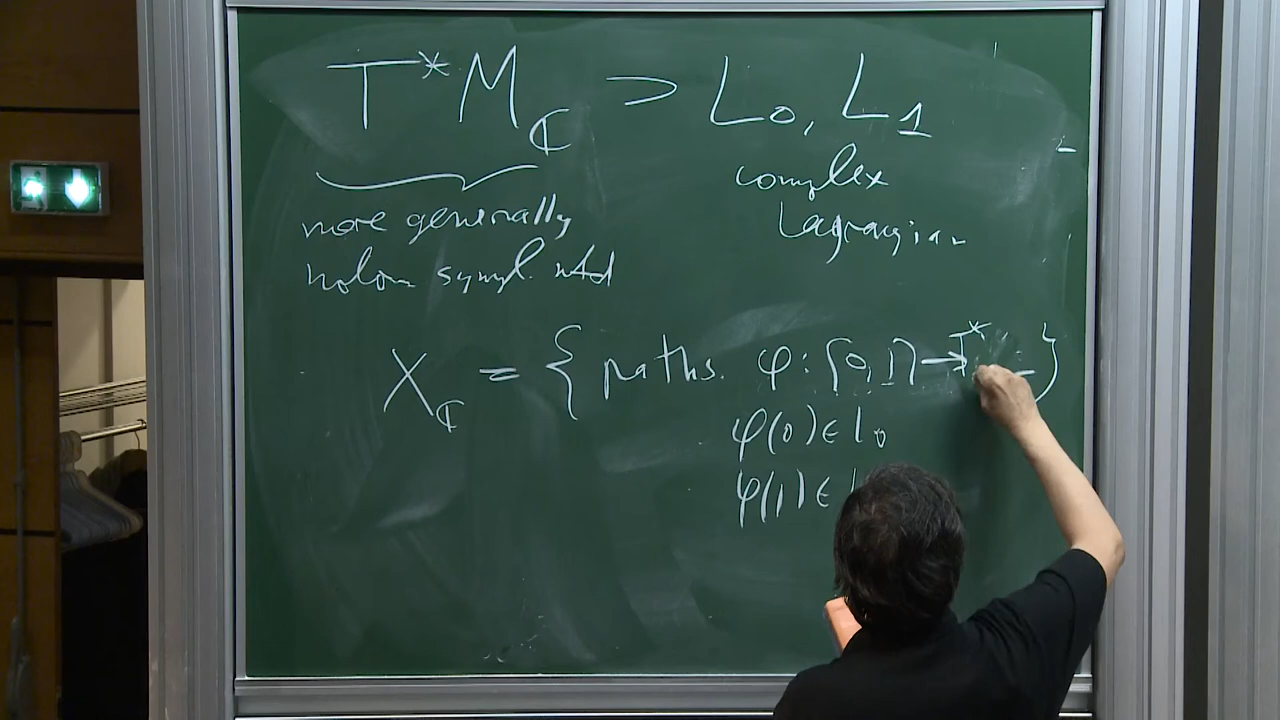 T*M_ℂ ⊃ L₀, L₁
complex
Lagrangian
more generally
holom sympl. mfd
X_ℂ = { paths. φ: [0,1] → T* }
φ(0) ∈ L₀
φ(1) ∈